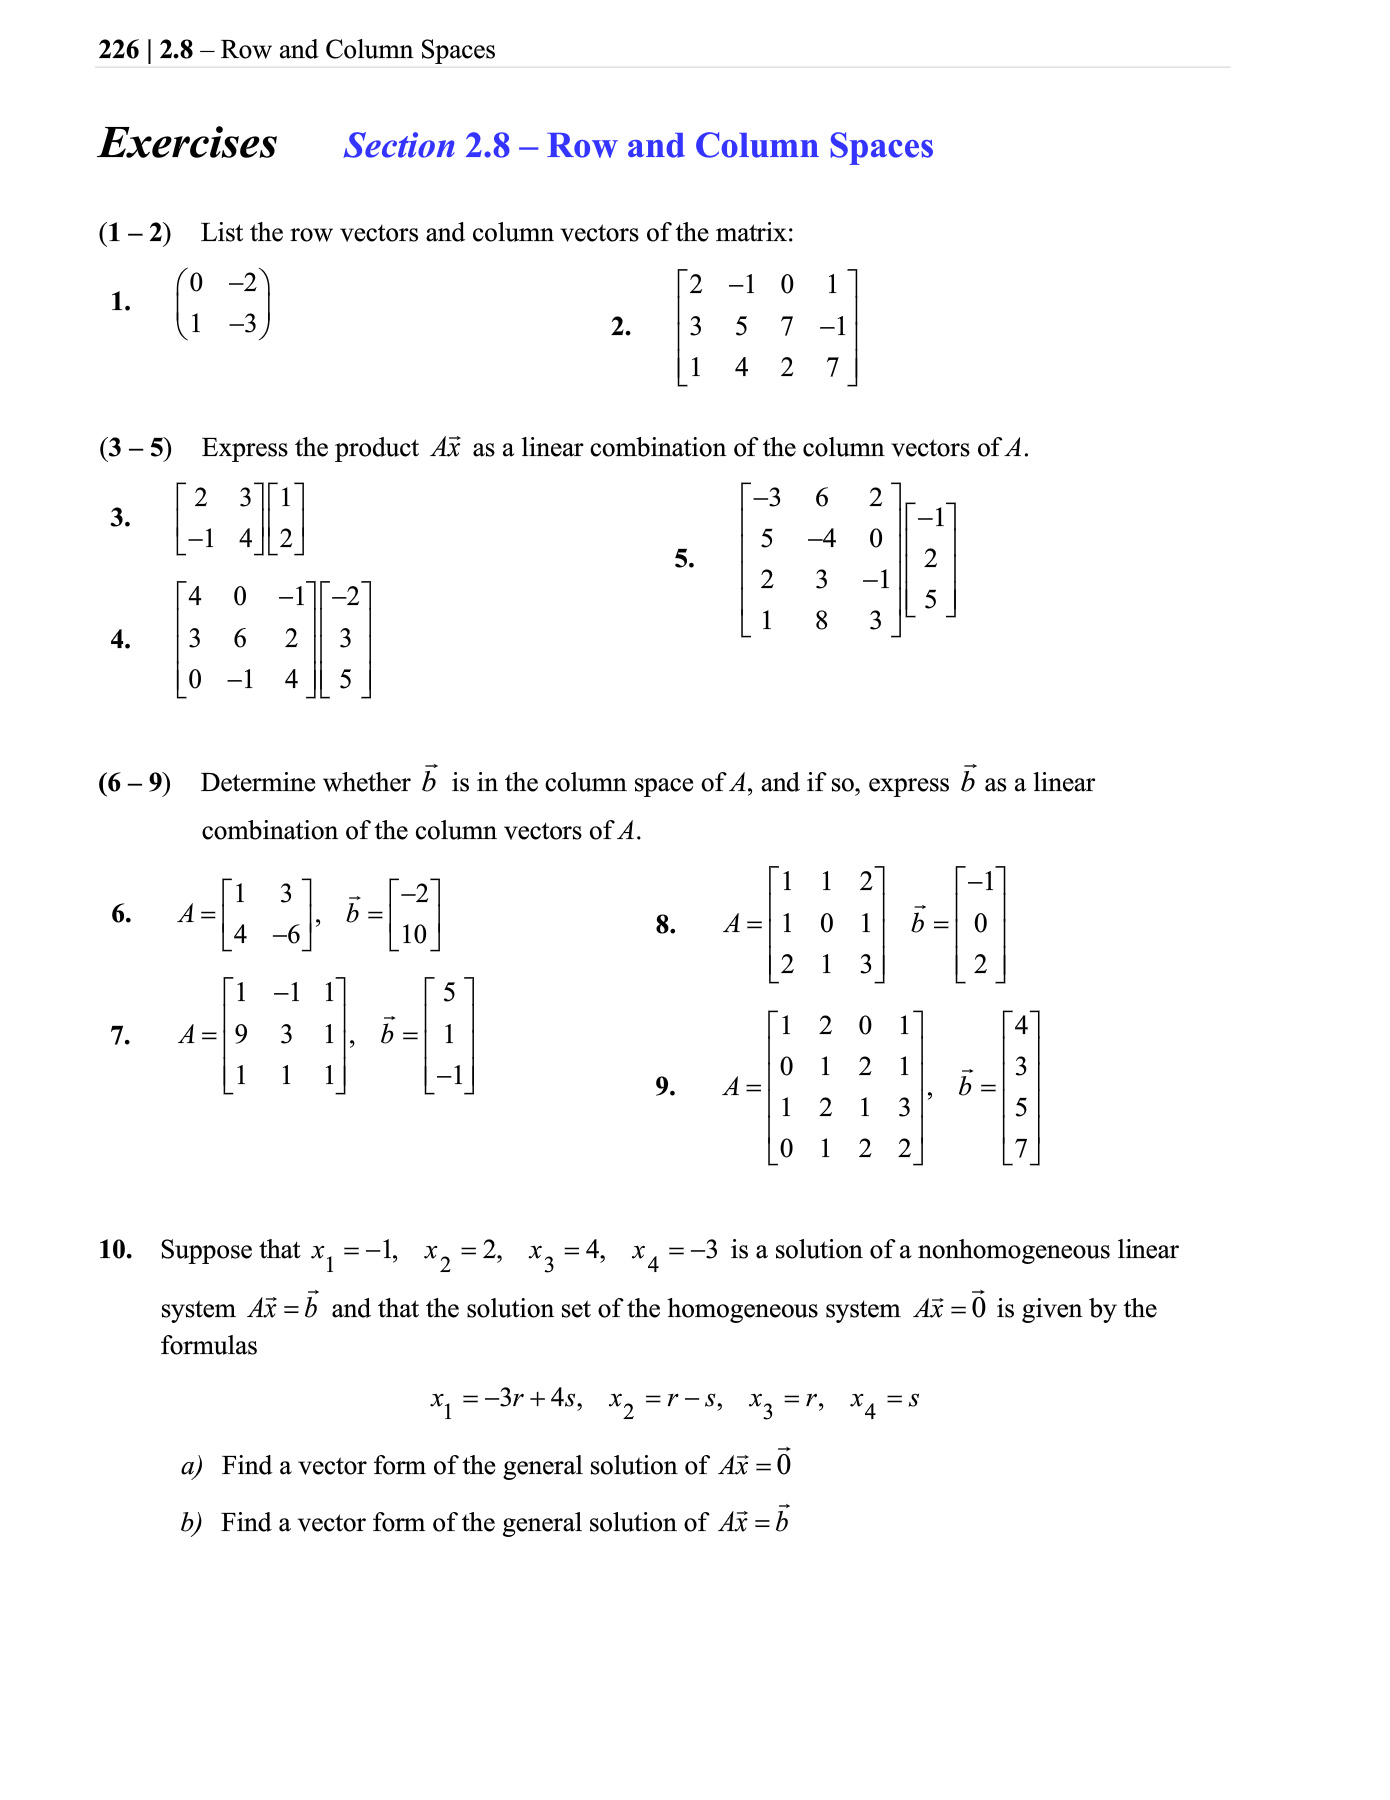 226 | 2.8 – Row and Column Spaces
Exercises Section 2.8 – Row and Column Spaces
(1 – 2) List the row vectors and column vectors of the matrix:
1. $\begin{pmatrix} 0 & -2 \\ 1 & -3 \end{pmatrix}$
2. $\begin{bmatrix} 2 & -1 & 0 & 1 \\ 3 & 5 & 7 & -1 \\ 1 & 4 & 2 & 7 \end{bmatrix}$
(3 – 5) Express the product $A\vec{x}$ as a linear combination of the column vectors of A.
3. $\begin{bmatrix} 2 & 3 \\ -1 & 4 \end{bmatrix}\begin{bmatrix} 1 \\ 2 \end{bmatrix}$
4. $\begin{bmatrix} 4 & 0 & -1 \\ 3 & 6 & 2 \\ 0 & -1 & 4 \end{bmatrix}\begin{bmatrix} -2 \\ 3 \\ 5 \end{bmatrix}$
5. $\begin{bmatrix} -3 & 6 & 2 \\ 5 & -4 & 0 \\ 2 & 3 & -1 \\ 1 & 8 & 3 \end{bmatrix}\begin{bmatrix} -1 \\ 2 \\ 5 \end{bmatrix}$
(6 – 9) Determine whether $\vec{b}$ is in the column space of A, and if so, express $\vec{b}$ as a linear
combination of the column vectors of A.
6. $A = \begin{bmatrix} 1 & 3 \\ 4 & -6 \end{bmatrix}, \vec{b} = \begin{bmatrix} -2 \\ 10 \end{bmatrix}$
7. $A = \begin{bmatrix} 1 & -1 & 1 \\ 9 & 3 & 1 \\ 1 & 1 & 1 \end{bmatrix}, \vec{b} = \begin{bmatrix} 5 \\ 1 \\ -1 \end{bmatrix}$
8. $A = \begin{bmatrix} 1 & 1 & 2 \\ 1 & 0 & 1 \\ 2 & 1 & 3 \end{bmatrix} \vec{b} = \begin{bmatrix} -1 \\ 0 \\ 2 \end{bmatrix}$
9. $A = \begin{bmatrix} 1 & 2 & 0 & 1 \\ 0 & 1 & 2 & 1 \\ 1 & 2 & 1 & 3 \\ 0 & 1 & 2 & 2 \end{bmatrix}, \vec{b} = \begin{bmatrix} 4 \\ 3 \\ 5 \\ 7 \end{bmatrix}$
10. Suppose that $x_1 = -1, x_2 = 2, x_3 = 4, x_4 = -3$ is a solution of a nonhomogeneous linear
system $A\vec{x} = \vec{b}$ and that the solution set of the homogeneous system $A\vec{x} = \vec{0}$ is given by the
formulas
$x_1 = -3r + 4s, x_2 = r - s, x_3 = r, x_4 = s$
a) Find a vector form of the general solution of $A\vec{x} = \vec{0}$
b) Find a vector form of the general solution of $A\vec{x} = \vec{b}$